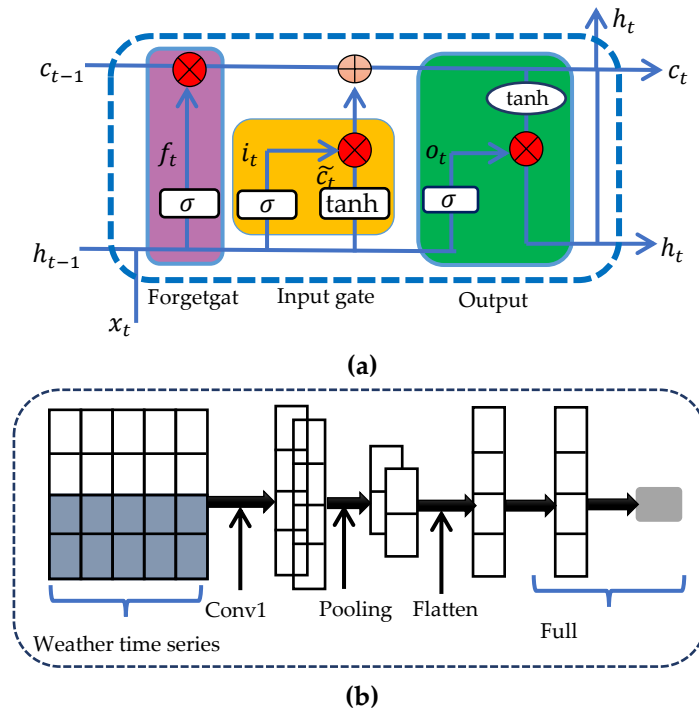 h_t
c_{t-1}
c_t
tanh
f_t
i_t
o_t
\widetilde{c}_t
σ
σ
tanh
σ
h_{t-1}
h_t
Forgetgat
Input gate
Output
x_t
(a)
Conv1
Pooling
Flatten
Full
Weather time series
(b)